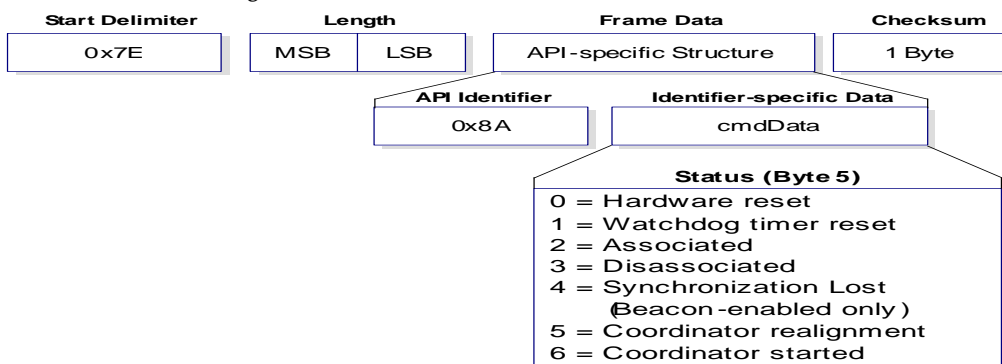 Start Delimiter Length Frame Data Checksum
0x7E MSB LSB API-specific Structure 1 Byte
API Identifier Identifier-specific Data
0x8A cmdData
Status (Byte 5)
0 = Hardware reset
1 = Watchdog timer reset
2 = Associated
3 = Disassociated
4 = Synchronization Lost
(Beacon-enabled only)
5 = Coordinator realignment
6 = Coordinator started